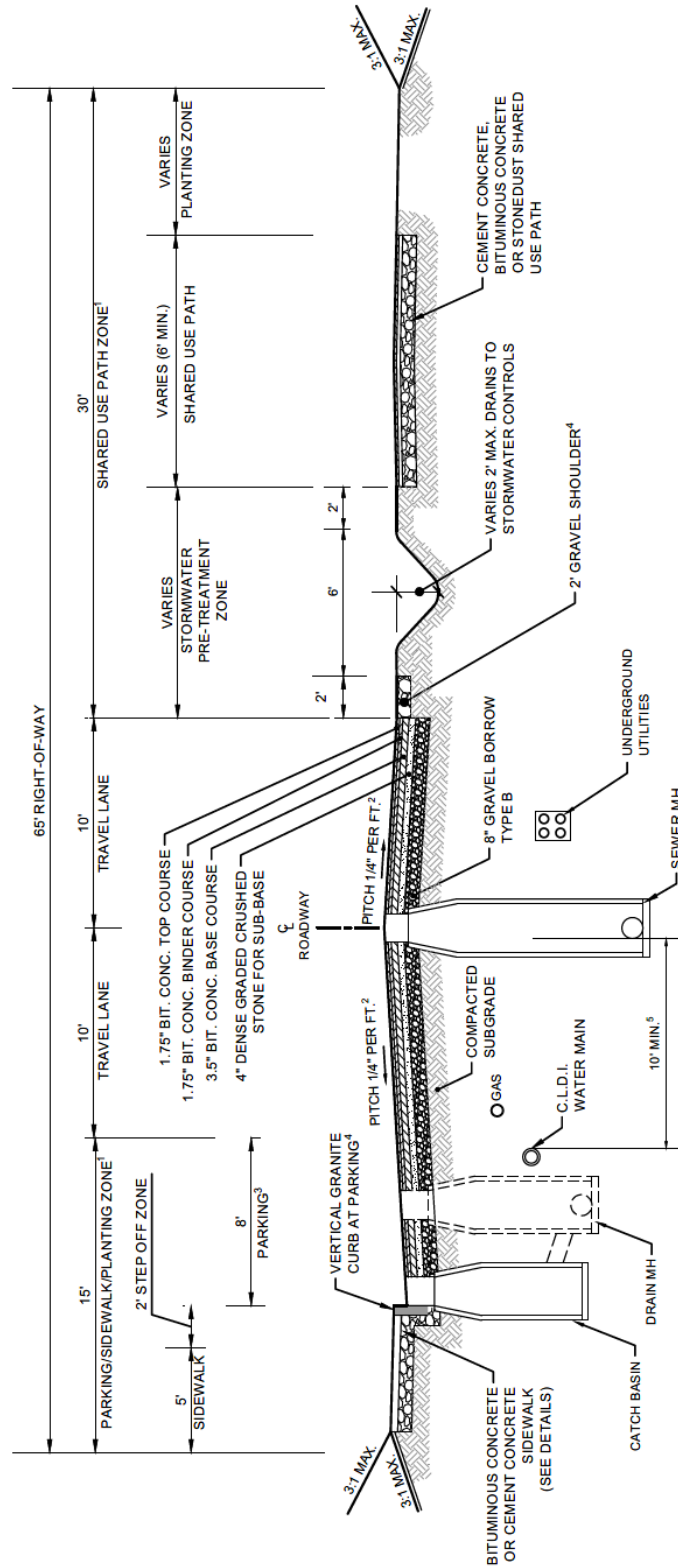 65' RIGHT-OF-WAY
15'
PARKING/SIDEWALK/PLANTING ZONE¹
10'
TRAVEL LANE
10'
TRAVEL LANE
30'
SHARED USE PATH ZONE¹
5'
SIDEWALK
2' STEP OFF ZONE
8'
PARKING³
VARIES
STORMWATER
PRE-TREATMENT
ZONE
VARIES (6' MIN.)
SHARED USE PATH
VARIES
PLANTING ZONE
1.75" BIT. CONC. TOP COURSE
1.75" BIT. CONC. BINDER COURSE
3.5" BIT. CONC. BASE COURSE
4" DENSE GRADED CRUSHED
STONE FOR SUB-BASE
℄
ROADWAY
2'
6'
2'
VERTICAL GRANITE
CURB AT PARKING⁴
PITCH 1/4" PER FT.²
PITCH 1/4" PER FT.²
3:1 MAX.
3:1 MAX.
3:1 MAX.
3:1 MAX.
BITUMINOUS CONCRETE
OR CEMENT CONCRETE
SIDEWALK
(SEE DETAILS)
CATCH BASIN
DRAIN MH
C.L.D.I.
WATER MAIN
GAS
COMPACTED
SUBGRADE
10' MIN.⁵
SEWER MH
8" GRAVEL BORROW
TYPE B
UNDERGROUND
UTILITIES
2' GRAVEL SHOULDER⁴
VARIES 2' MAX. DRAINS TO
STORMWATER CONTROLS
CEMENT CONCRETE,
BITUMINOUS CONCRETE
OR STONEDUST SHARED
USE PATH